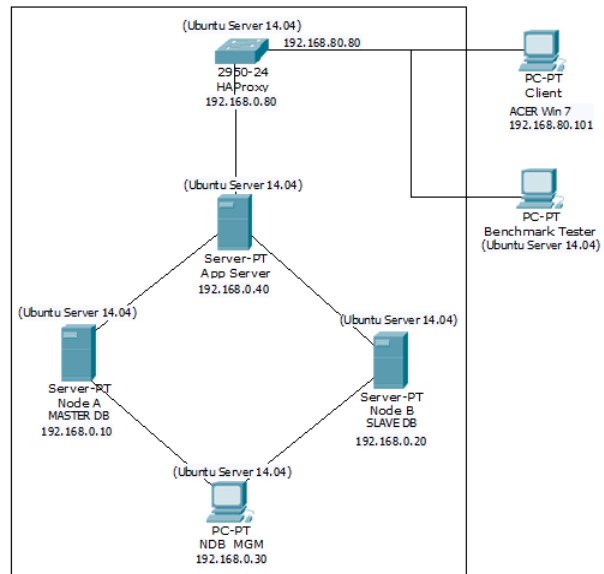 (Ubuntu Server 14.04)
192.168.80.80
2950-24
HAProxy
192.168.0.80
PC-PT
Client
ACER Win 7
192.168.80.101
(Ubuntu Server 14.04)
Server-PT
App Server
192.168.0.40
PC-PT
Benchmark Tester
(Ubuntu Server 14.04)
(Ubuntu Server 14.04)
Server-PT
Node A
MASTER DB
192.168.0.10
(Ubuntu Server 14.04)
Server-PT
Node B
SLAVE DB
192.168.0.20
(Ubuntu Server 14.04)
PC-PT
NDB MGM
192.168.0.30